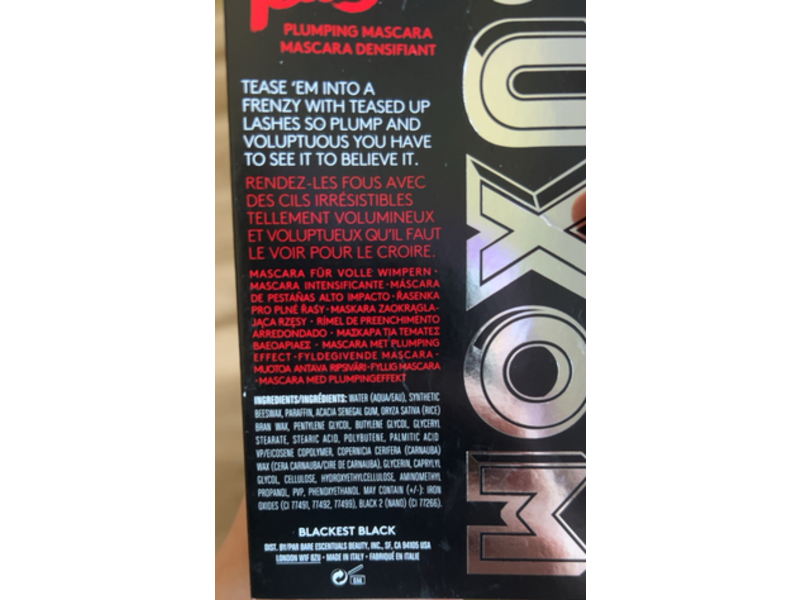 PLUMPING MASCARA
MASCARA DENSIFIANT
TEASE 'EM INTO A
FRENZY WITH TEASED UP
LASHES SO PLUMP AND
VOLUPTUOUS YOU HAVE
TO SEE IT TO BELIEVE IT.
RENDEZ-LES FOUS AVEC
DES CILS IRRÉSISTIBLES
TELLEMENT VOLUMINEUX
ET VOLUPTUEUX QU'IL FAUT
LE VOIR POUR LE CROIRE.
MASCARA FÜR VOLLE WIMPERN •
MASCARA INTENSIFICANTE • MÁSCARA
DE PESTAÑAS ALTO IMPACTO • ŘASENKA
PRO PLNÉ ŘASY • MASKARA ZAOKRĄGLA-
JĄCA RZĘSY • RÍMEL DE PREENCHIMENTO
ARREDONDADO • ΜΑΣΚΑΡΑ ΓΙΑ ΓΕΜΑΤΕΣ
ΒΛΕΦΑΡΙΔΕΣ • MASCARA MET PLUMPING
EFFECT • FYLDEGIVENDE MASCARA •
MUOTOA ANTAVA RIPSIVÄRI • FYLLIG MASCARA
• MASCARA MED PLUMPINGEFFEKT
INGREDIENTS/INGRÉDIENTS: WATER (AQUA/EAU), SYNTHETIC
BEESWAX, PARAFFIN, ACACIA SENEGAL GUM, ORYZA SATIVA (RICE)
BRAN WAX, PENTYLENE GLYCOL, BUTYLENE GLYCOL, GLYCERYL
STEARATE, STEARIC ACID, POLYBUTENE, PALMITIC ACID
VP/EICOSENE COPOLYMER, COPERNICIA CERIFERA (CARNAUBA)
WAX (CERA CARNAUBA/CIRE DE CARNAUBA), GLYCERIN, CAPRYLYL
GLYCOL, CELLULOSE, HYDROXYETHYLCELLULOSE, AMINOMETHYL
PROPANOL, PVP, PHENOXYETHANOL. MAY CONTAIN (+/-): IRON
OXIDES (CI 77491, 77492, 77499), BLACK 2 (NANO) (CI 77266).
BLACKEST BLACK
DIST. BY/PAR BARE ESCENTUALS BEAUTY, INC., SF, CA 94105 USA
LONDON W1F 8ZU • MADE IN ITALY • FABRIQUÉ EN ITALIE
6M
MOXO